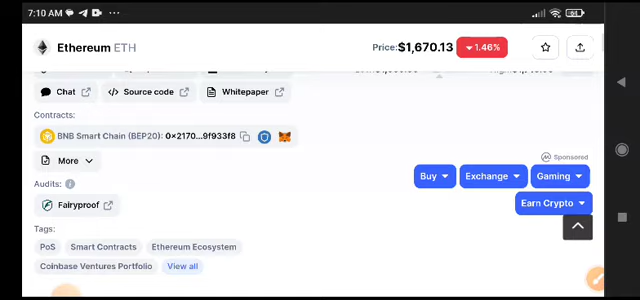 7:10 AM
Ethereum ETH
Price: $1,670.13 1.46%
Chat
Source code
Whitepaper
Contracts:
BNB Smart Chain (BEP20): 0x2170...9f933f8
More
Sponsored
Buy
Exchange
Gaming
Earn Crypto
Audits:
Fairyproof
Tags:
PoS
Smart Contracts
Ethereum Ecosystem
Coinbase Ventures Portfolio
View all